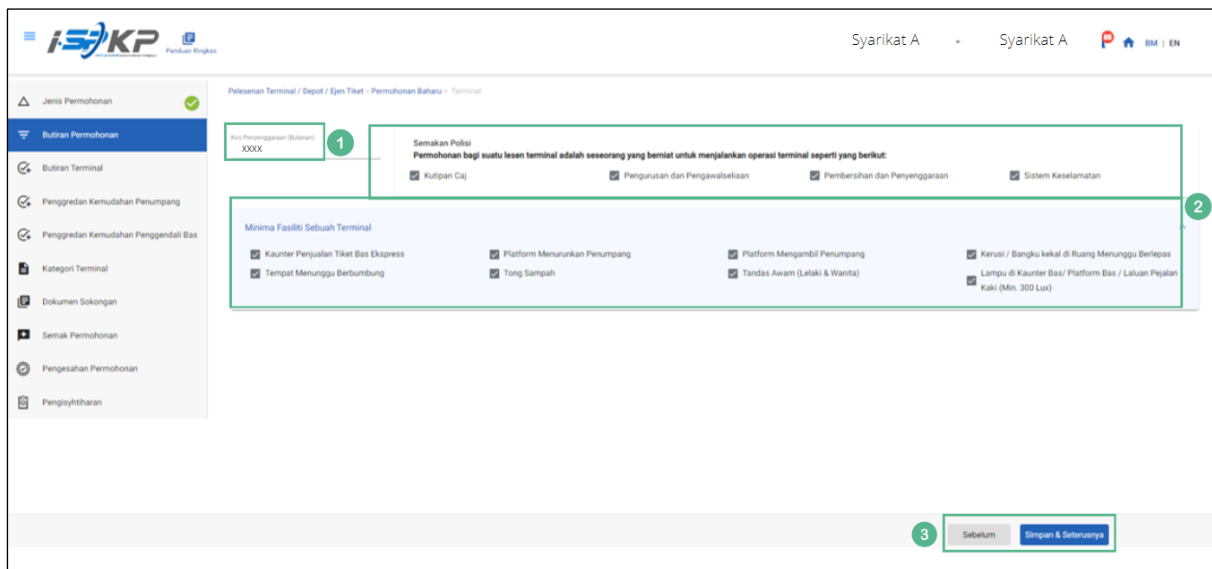 i-SPKP
Panduan Ringkas
Syarikat A
Syarikat A
BM | EN
Jenis Permohonan
Butiran Permohonan
Butiran Terminal
Penggredan Kemudahan Penumpang
Penggredan Kemudahan Penggendali Bas
Kategori Terminal
Dokumen Sokongan
Semak Permohonan
Pengesahan Permohonan
Pengisyhtiharan
Pelesenan Terminal / Depot / Ejen Tiket > Permohonan Baharu > Terminal
Kos Penyenggaraan (Bulanan)
XXXX
1
Semakan Polisi
Permohonan bagi suatu lesen terminal adalah seseorang yang berniat untuk menjalankan operasi terminal seperti yang berikut:
Kutipan Caj
Pengurusan dan Pengawalseliaan
Pembersihan dan Penyenggaraan
Sistem Keselamatan
2
Minima Fasiliti Sebuah Terminal
Kaunter Penjualan Tiket Bas Ekspress
Platform Menurunkan Penumpang
Platform Mengambil Penumpang
Kerusi / Bangku kekal di Ruang Menunggu Berlepas
Tempat Menunggu Berbumbung
Tong Sampah
Tandas Awam (Lelaki & Wanita)
Lampu di Kaunter Bas/ Platform Bas / Laluan Pejalan
Kaki (Min. 300 Lux)
3
Sebelum
Simpan & Seterusnya